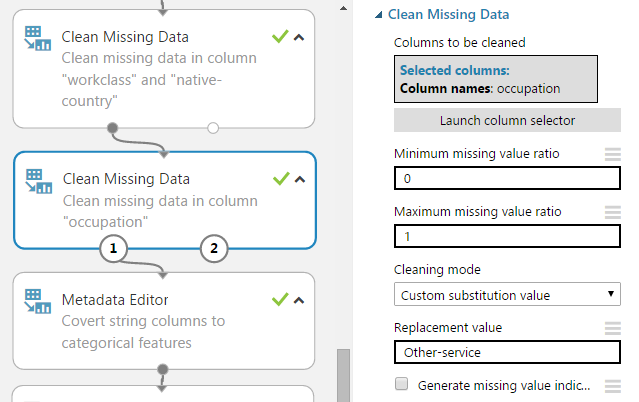 Clean Missing Data
Clean missing data in column
"workclass" and "native-
country"
Clean Missing Data
Clean missing data in column
"occupation"
1
2
Metadata Editor
Covert string columns to
categorical features
Clean Missing Data
Columns to be cleaned
Selected columns:
Column names: occupation
Launch column selector
Minimum missing value ratio
0
Maximum missing value ratio
1
Cleaning mode
Custom substitution value
Replacement value
Other-service
Generate missing value indic...